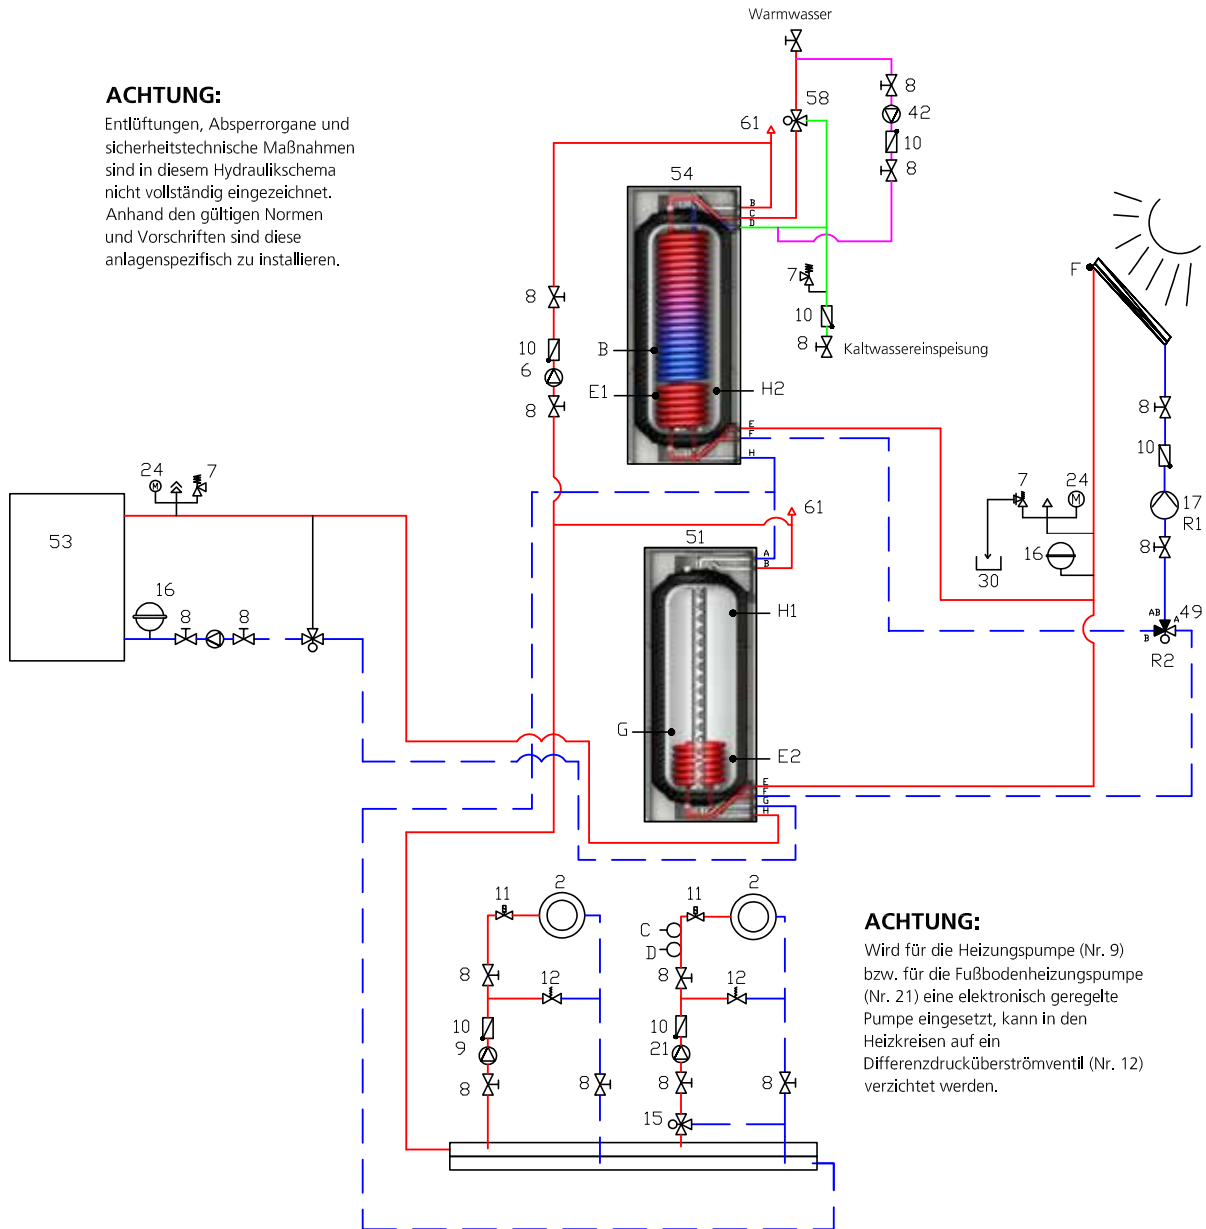 Warmwasser
ACHTUNG:
Entlüftungen, Absperrorgane und
sicherheitstechnische Maßnahmen
sind in diesem Hydraulikschema
nicht vollständig eingezeichnet.
Anhand den gültigen Normen
und Vorschriften sind diese
anlagenspezifisch zu installieren.
8
58
42
61
10
54
8
B
C
D
7
F
8
10
10
8
Kaltwassereinspeisung
B
6
E1
H2
8
8
E
F
H
10
24
7
7
24
17
R1
61
53
51
8
A
B
16
30
16
8
8
H1
AB
A
49
B
R2
G
E2
E
F
G
H
11
2
11
2
C
D
8
12
8
12
10
10
9
21
8
8
8
8
15
ACHTUNG:
Wird für die Heizungspumpe (Nr. 9)
bzw. für die Fußbodenheizungspumpe
(Nr. 21) eine elektronisch geregelte
Pumpe eingesetzt, kann in den
Heizkreisen auf ein
Differenzdrucküberströmventil (Nr. 12)
verzichtet werden.
M
M